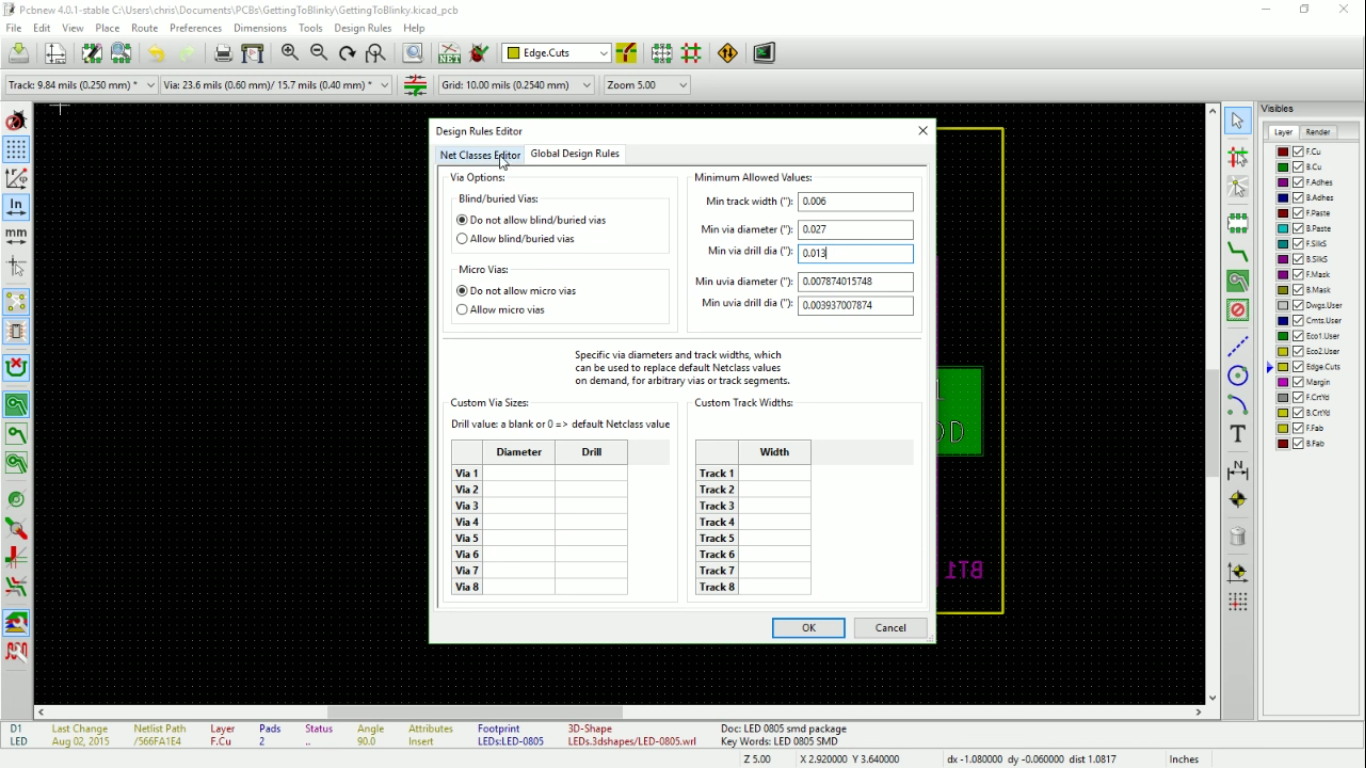 Pcbnew 4.0.1-stable C:\Users\chris\Documents\PCBs\GettingToBlinky\GettingToBlinky.kicad_pcb
File Edit View Place Route Preferences Dimensions Tools Design Rules Help
NET Edge.Cuts
Track: 9.84 mils (0.250 mm) * Via: 23.6 mils (0.60 mm)/ 15.7 mils (0.40 mm) * Grid: 10.00 mils (0.2540 mm) Zoom 5.00
In
mm
Design Rules Editor
Net Classes Editor Global Design Rules
Via Options:
Blind/buried Vias:
Do not allow blind/buried vias
Allow blind/buried vias
Micro Vias:
Do not allow micro vias
Allow micro vias
Minimum Allowed Values:
Min track width ("): 0.006
Min via diameter ("): 0.027
Min via drill dia ("): 0.013
Min uvia diameter ("): 0.007874015748
Min uvia drill dia ("): 0.003937007874
Specific via diameters and track widths, which
can be used to replace default Netclass values
on demand, for arbitrary vias or track segments.
Custom Via Sizes:
Drill value: a blank or 0 => default Netclass value
Diameter Drill
Via 1
Via 2
Via 3
Via 4
Via 5
Via 6
Via 7
Via 8
Custom Track Widths:
Width
Track 1
Track 2
Track 3
Track 4
Track 5
Track 6
Track 7
Track 8
OK Cancel
BT1
T
N
Visibles
Layer Render
F.Cu
B.Cu
F.Adhes
B.Adhes
F.Paste
B.Paste
F.SilkS
B.SilkS
F.Mask
B.Mask
Dwgs.User
Cmts.User
Eco1.User
Eco2.User
Edge.Cuts
Margin
F.CrtYd
B.CrtYd
F.Fab
B.Fab
D1 Last Change Netlist Path Layer Pads Status Angle Attributes Footprint 3D-Shape Doc: LED 0805 smd package
LED Aug 02, 2015 /566FA1E4 F.Cu 2 .. 90.0 Insert LEDs:LED-0805 LEDs.3dshapes/LED-0805.wrl Key Words: LED 0805 SMD
Z 5.00 X 2.920000 Y 3.640000 dx -1.080000 dy -0.060000 dist 1.0817 Inches